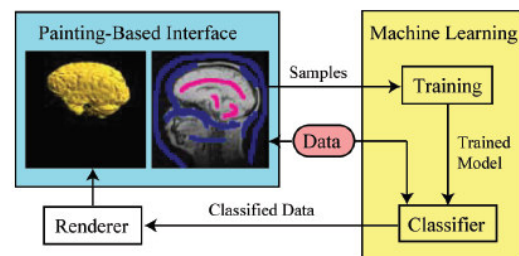 Painting-Based Interface
Machine Learning
Samples
Training
Data
Trained
Model
Classified Data
Renderer
Classifier